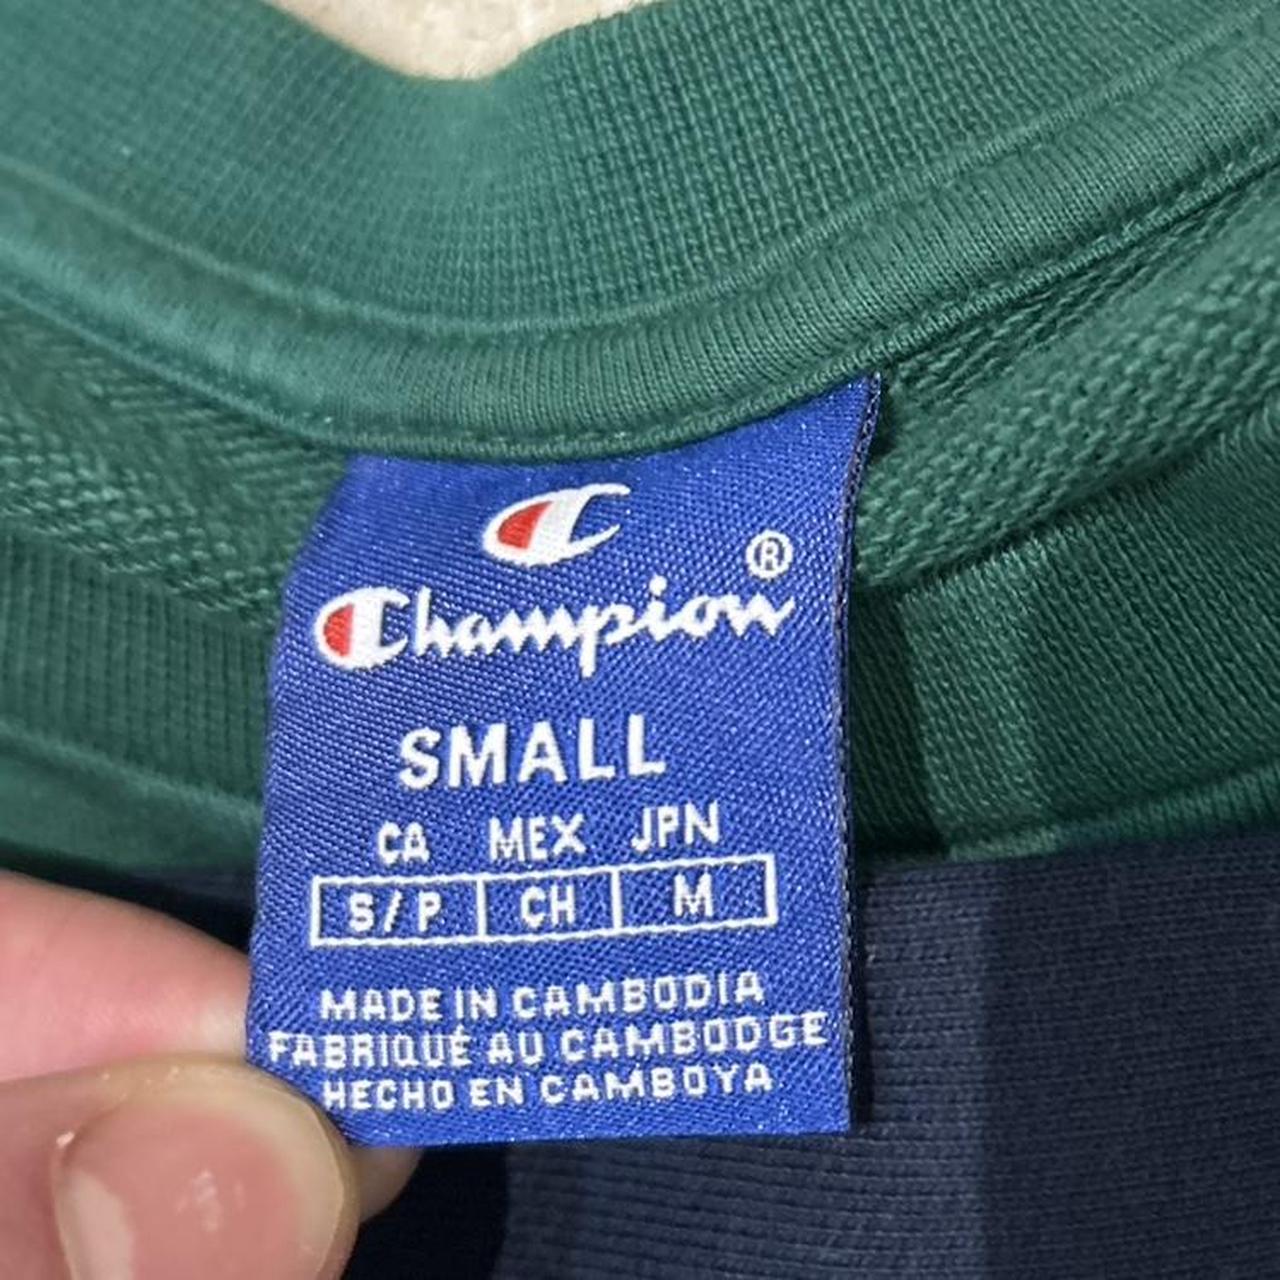 C
®
Champion
SMALL
CA MEX JPN
S/P CH M
MADE IN CAMBODIA
FABRIQUÉ AU CAMBODGE
HECHO EN CAMBOYA